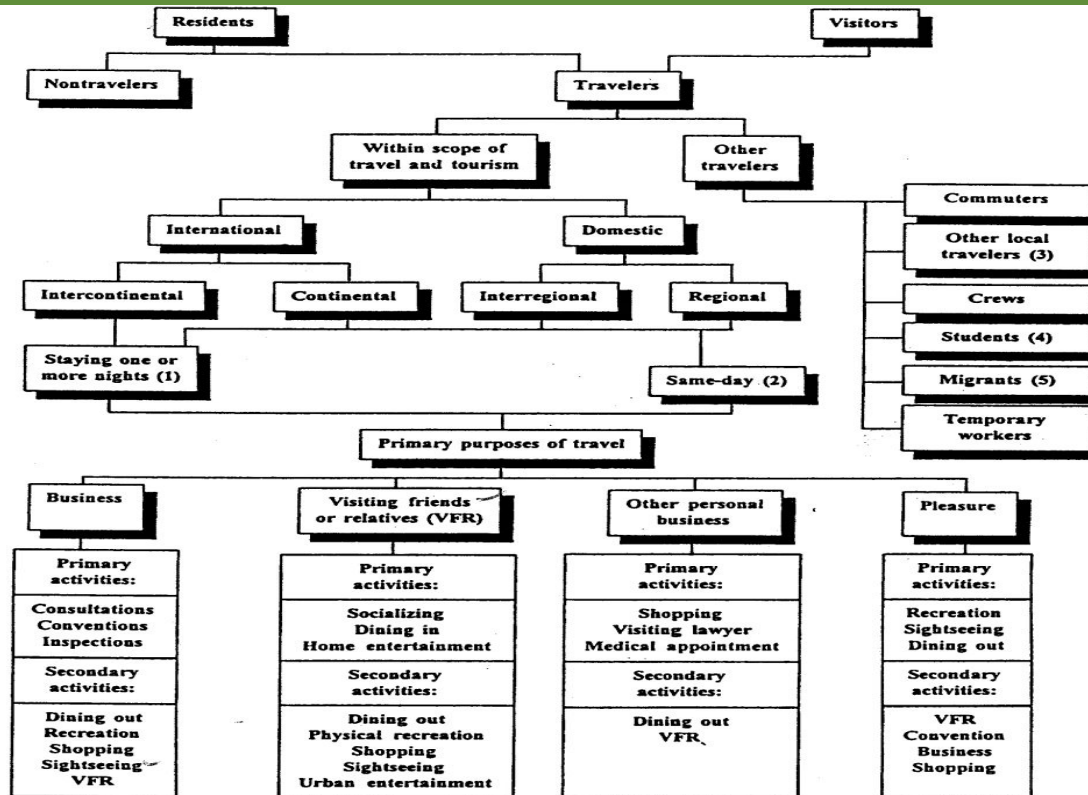 Residents
Visitors
Nontravelers
Travelers
Within scope of
travel and tourism
Other
travelers
Commuters
Other local
travelers (3)
Crews
Students (4)
Migrants (5)
Temporary
workers
International
Domestic
Intercontinental
Continental
Interregional
Regional
Staying one or
more nights (1)
Same-day (2)
Primary purposes of travel
Business
Primary
activities:
Consultations
Conventions
Inspections
Secondary
activities:
Dining out
Recreation
Shopping
Sightseeing
VFR
Visiting friends
or relatives (VFR)
Primary
activities:
Socializing
Dining in
Home entertainment
Secondary
activities:
Dining out
Physical recreation
Shopping
Sightseeing
Urban entertainment
Other personal
business
Primary
activities:
Shopping
Visiting lawyer
Medical appointment
Secondary
activities:
Dining out
VFR
Pleasure
Primary
activities:
Recreation
Sightseeing
Dining out
Secondary
activities:
VFR
Convention
Business
Shopping